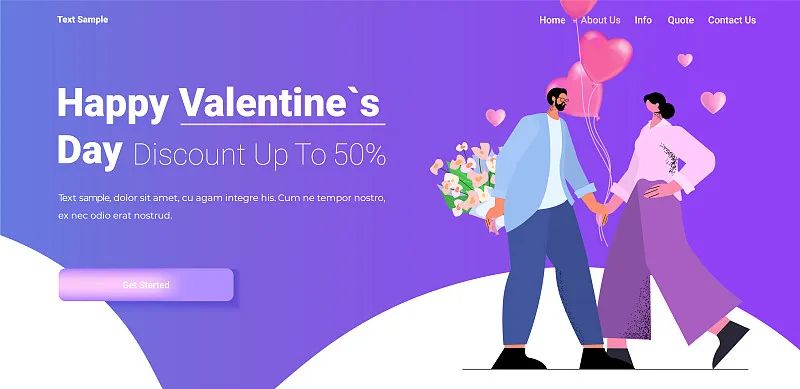 Text Sample
Home About Us Info Quote Contact Us
Happy Valentine`s
Day Discount Up To 50%
Text sample, dolor sit amet, cu agam integre his. Cum ne tempor nostro,
ex nec odio erat nostrud.
Get Started